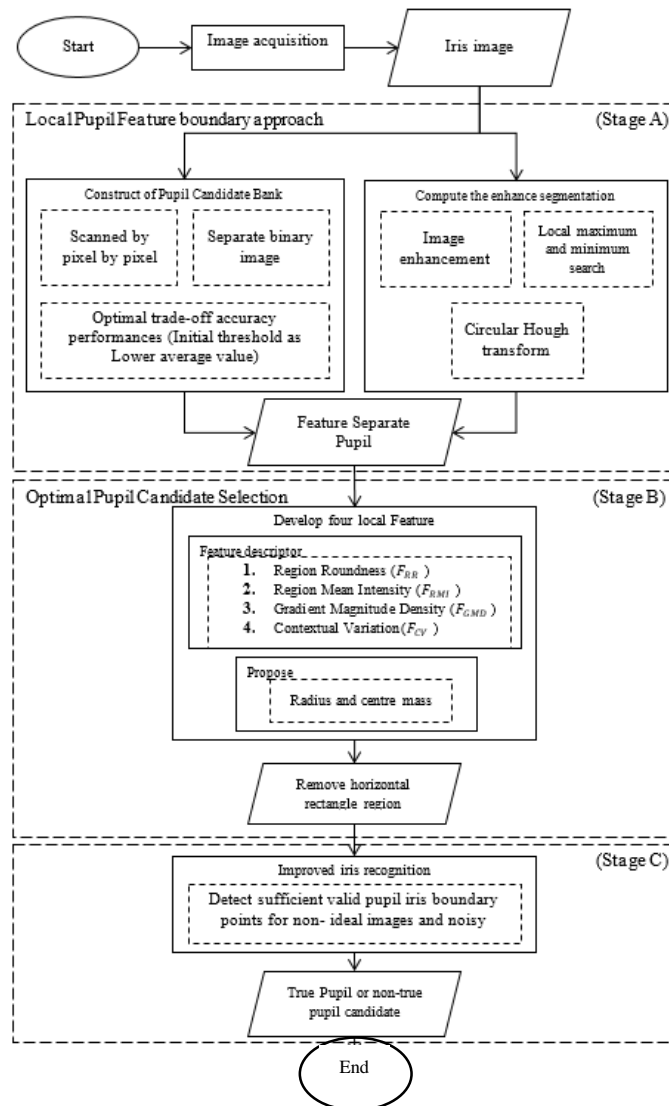 Start
Image acquisition
Iris image
Local Pupil Feature boundary approach
(Stage A)
Construct of Pupil Candidate Bank
Scanned by
pixel by pixel
Separate binary
image
Optimal trade-off accuracy
performances (Initial threshold as
Lower average value)
Compute the enhance segmentation
Image
enhancement
Local maximum
and minimum
search
Circular Hough
transform
Feature Separate
Pupil
Optimal Pupil Candidate Selection
(Stage B)
Develop four local Feature
Feature descriptor
1. Region Roundness (F_RR)
2. Region Mean Intensity (F_RMI)
3. Gradient Magnitude Density (F_GMD)
4. Contextual Variation(F_CV)
Propose
Radius and centre mass
Remove horizontal
rectangle region
(Stage C)
Improved iris recognition
Detect sufficient valid pupil iris boundary
points for non- ideal images and noisy
True Pupil or non-true
pupil candidate
End